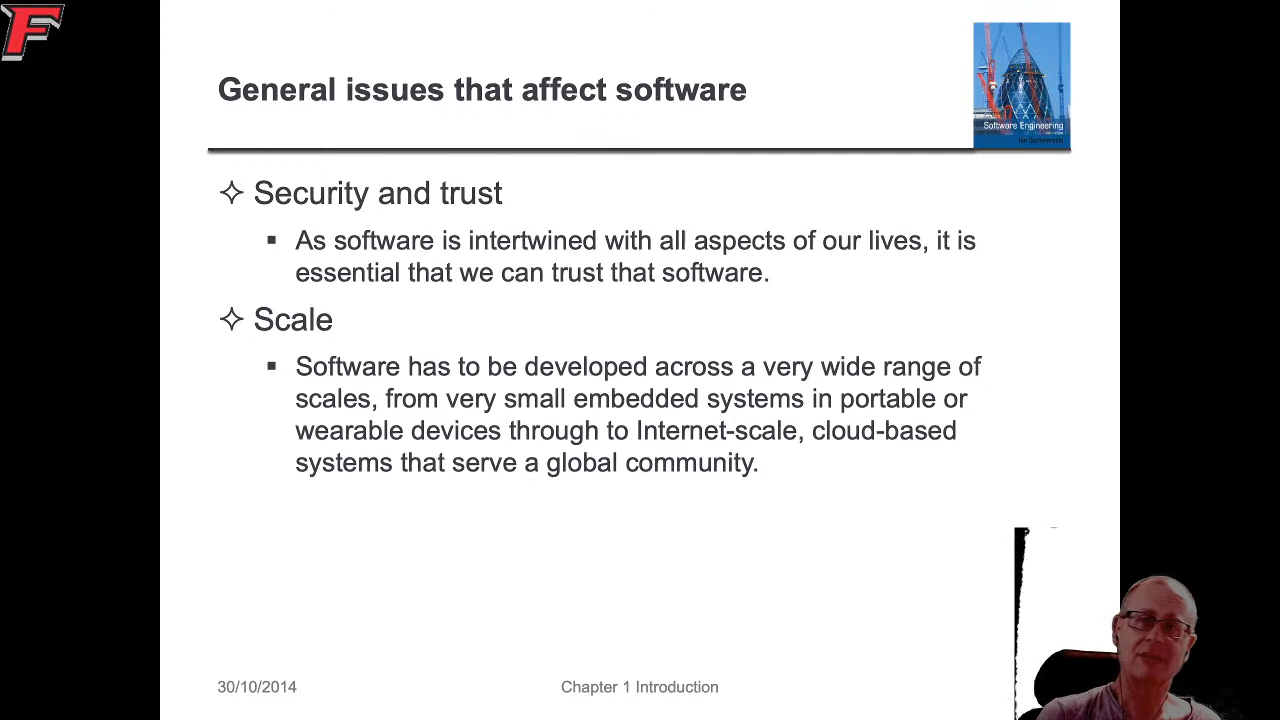 F
General issues that affect software
Software Engineering
Ian Sommerville
✧ Security and trust
▪ As software is intertwined with all aspects of our lives, it is
essential that we can trust that software.
✧ Scale
▪ Software has to be developed across a very wide range of
scales, from very small embedded systems in portable or
wearable devices through to Internet-scale, cloud-based
systems that serve a global community.
30/10/2014
Chapter 1 Introduction